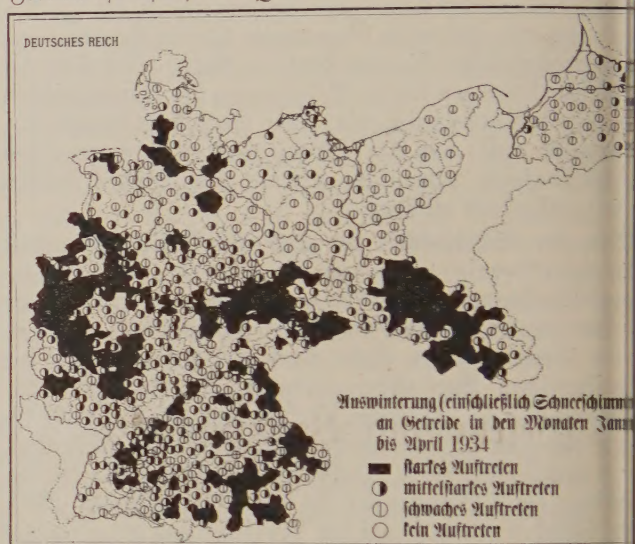 DEUTSCHES REICH
Auswinterung (einschließlich Schneeschimme
an Getreide in den Monaten Janu
bis April 1934
starkes Auftreten
mittelstarkes Auftreten
schwaches Auftreten
kein Auftreten